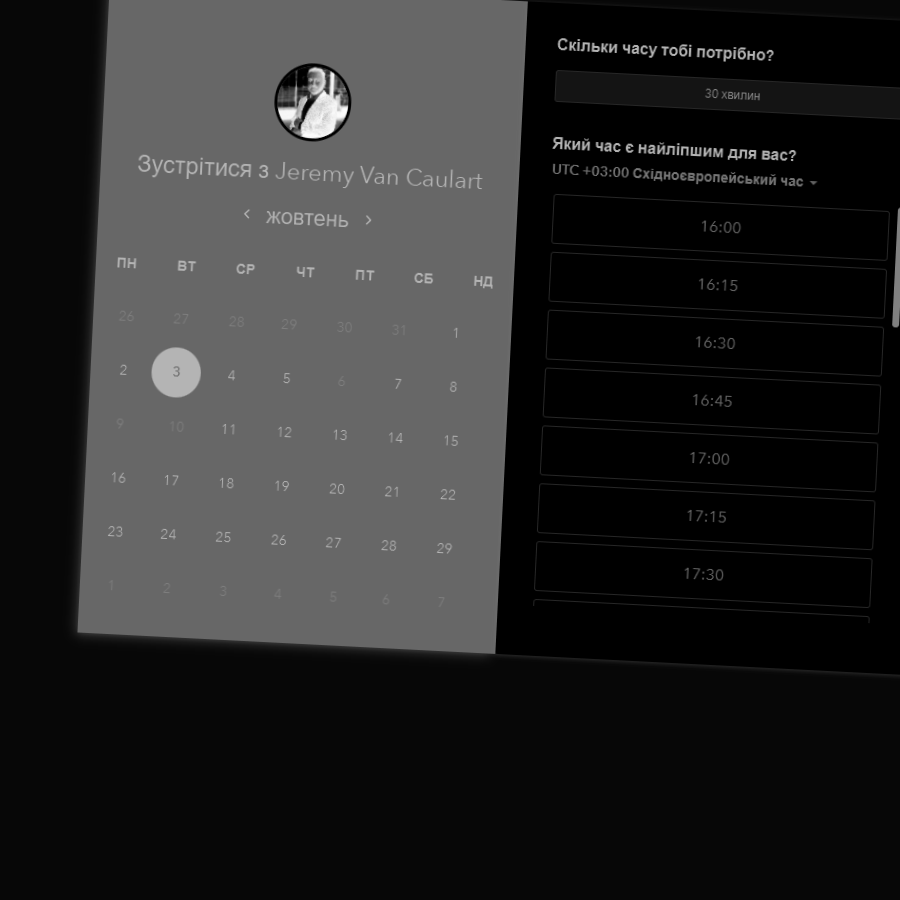 Зустрітися з Jeremy Van Caulart
жовтень
ПН ВТ СР ЧТ ПТ СБ НД
26 27 28 29 30 31 1
2 3 4 5 6 7 8
9 10 11 12 13 14 15
16 17 18 19 20 21 22
23 24 25 26 27 28 29
1 2 3 4 5 6 7
Скільки часу тобі потрібно?
30 хвилин
Який час є найліпшим для вас?
UTC +03:00 Східноєвропейський час
16:00
16:15
16:30
16:45
17:00
17:15
17:30